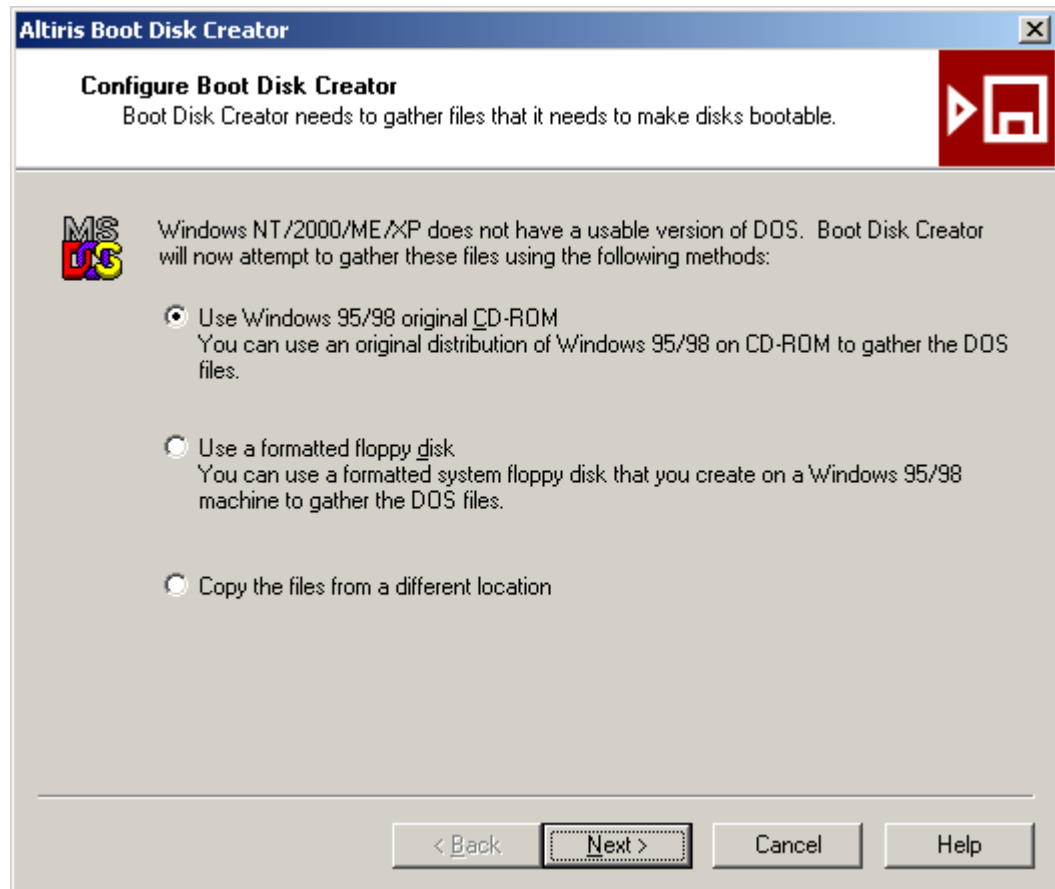 Altiris Boot Disk Creator
Configure Boot Disk Creator
Boot Disk Creator needs to gather files that it needs to make disks bootable.
MS
DOS
Windows NT/2000/ME/XP does not have a usable version of DOS. Boot Disk Creator
will now attempt to gather these files using the following methods:
Use Windows 95/98 original CD-ROM
You can use an original distribution of Windows 95/98 on CD-ROM to gather the DOS
files.
Use a formatted floppy disk
You can use a formatted system floppy disk that you create on a Windows 95/98
machine to gather the DOS files.
Copy the files from a different location
< Back Next > Cancel Help